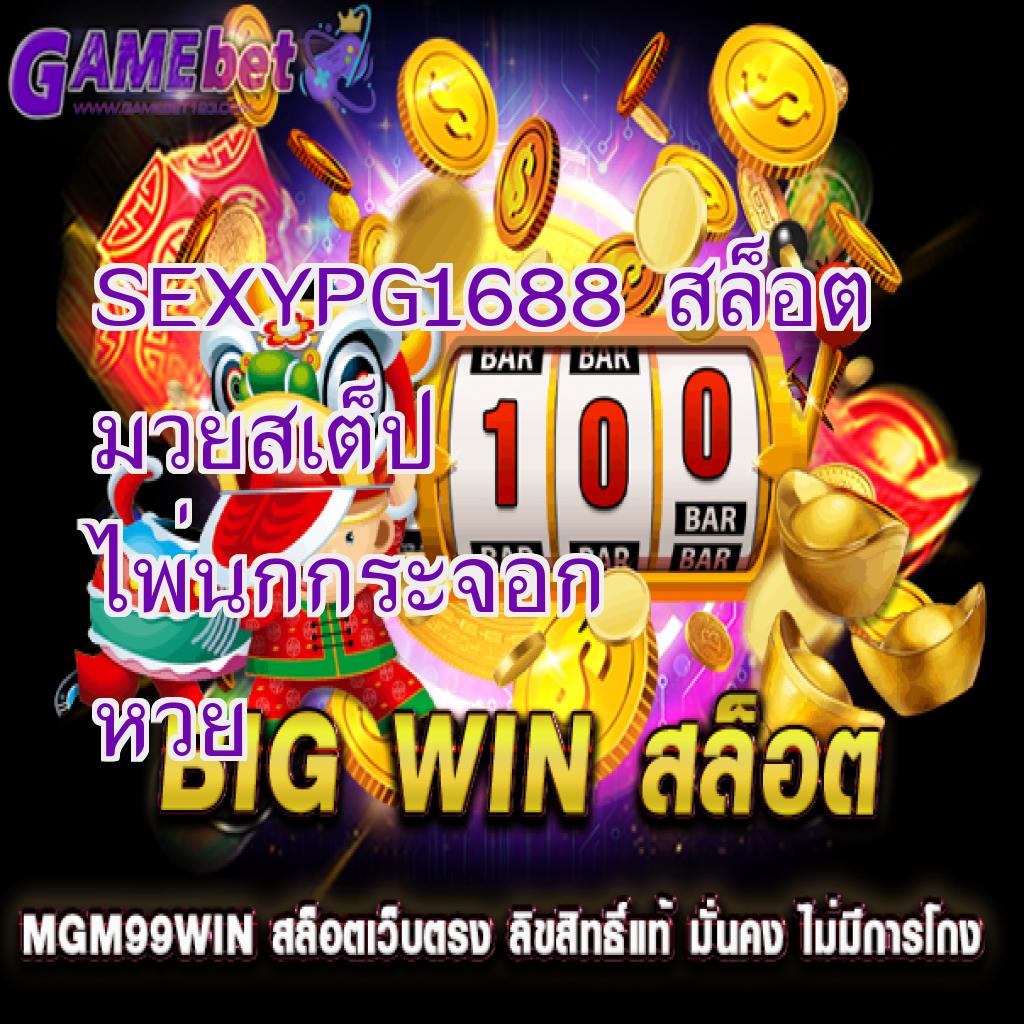 GAMEbet
SEXYPG1688 สล็อต
BAR BAR
1 0 0
มวยสเต็ป
BAR
BAR BAR BAR
ไพ่นกกระจอก
หวย
BIG WIN สล็อต
MGM99WIN สล็อตเว็บตรง ลิขสิทธิ์แท้ มั่นคง ไม่มีการโกง